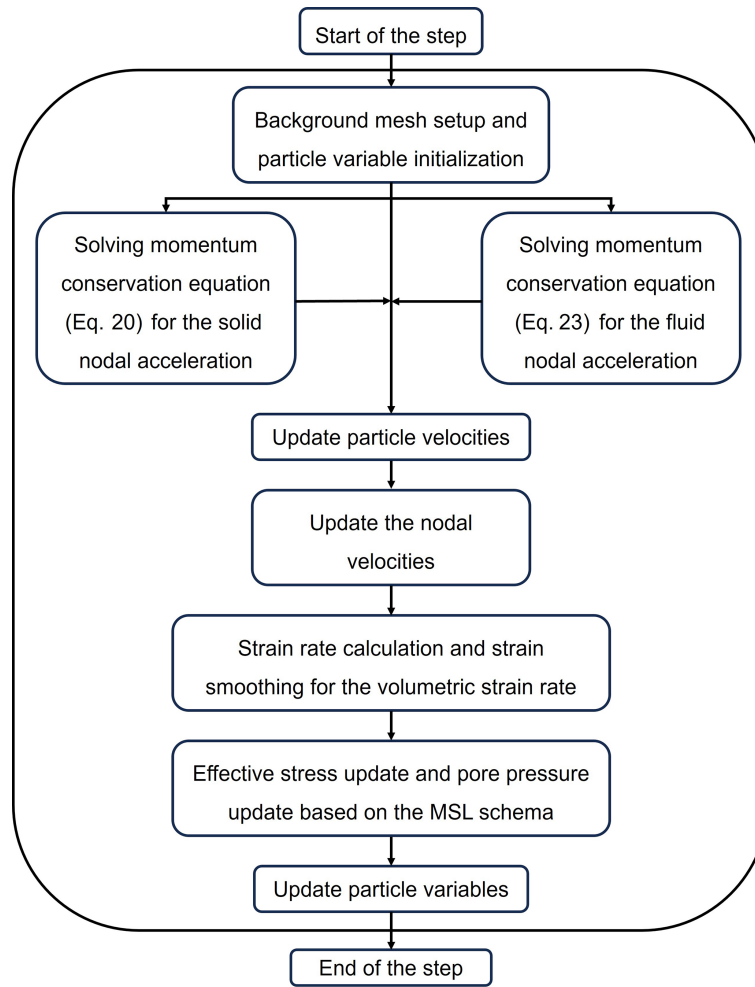 Start of the step
Background mesh setup and
particle variable initialization
Solving momentum
conservation equation
(Eq. 20) for the solid
nodal acceleration
Solving momentum
conservation equation
(Eq. 23) for the fluid
nodal acceleration
Update particle velocities
Update the nodal
velocities
Strain rate calculation and strain
smoothing for the volumetric strain rate
Effective stress update and pore pressure
update based on the MSL schema
Update particle variables
End of the step